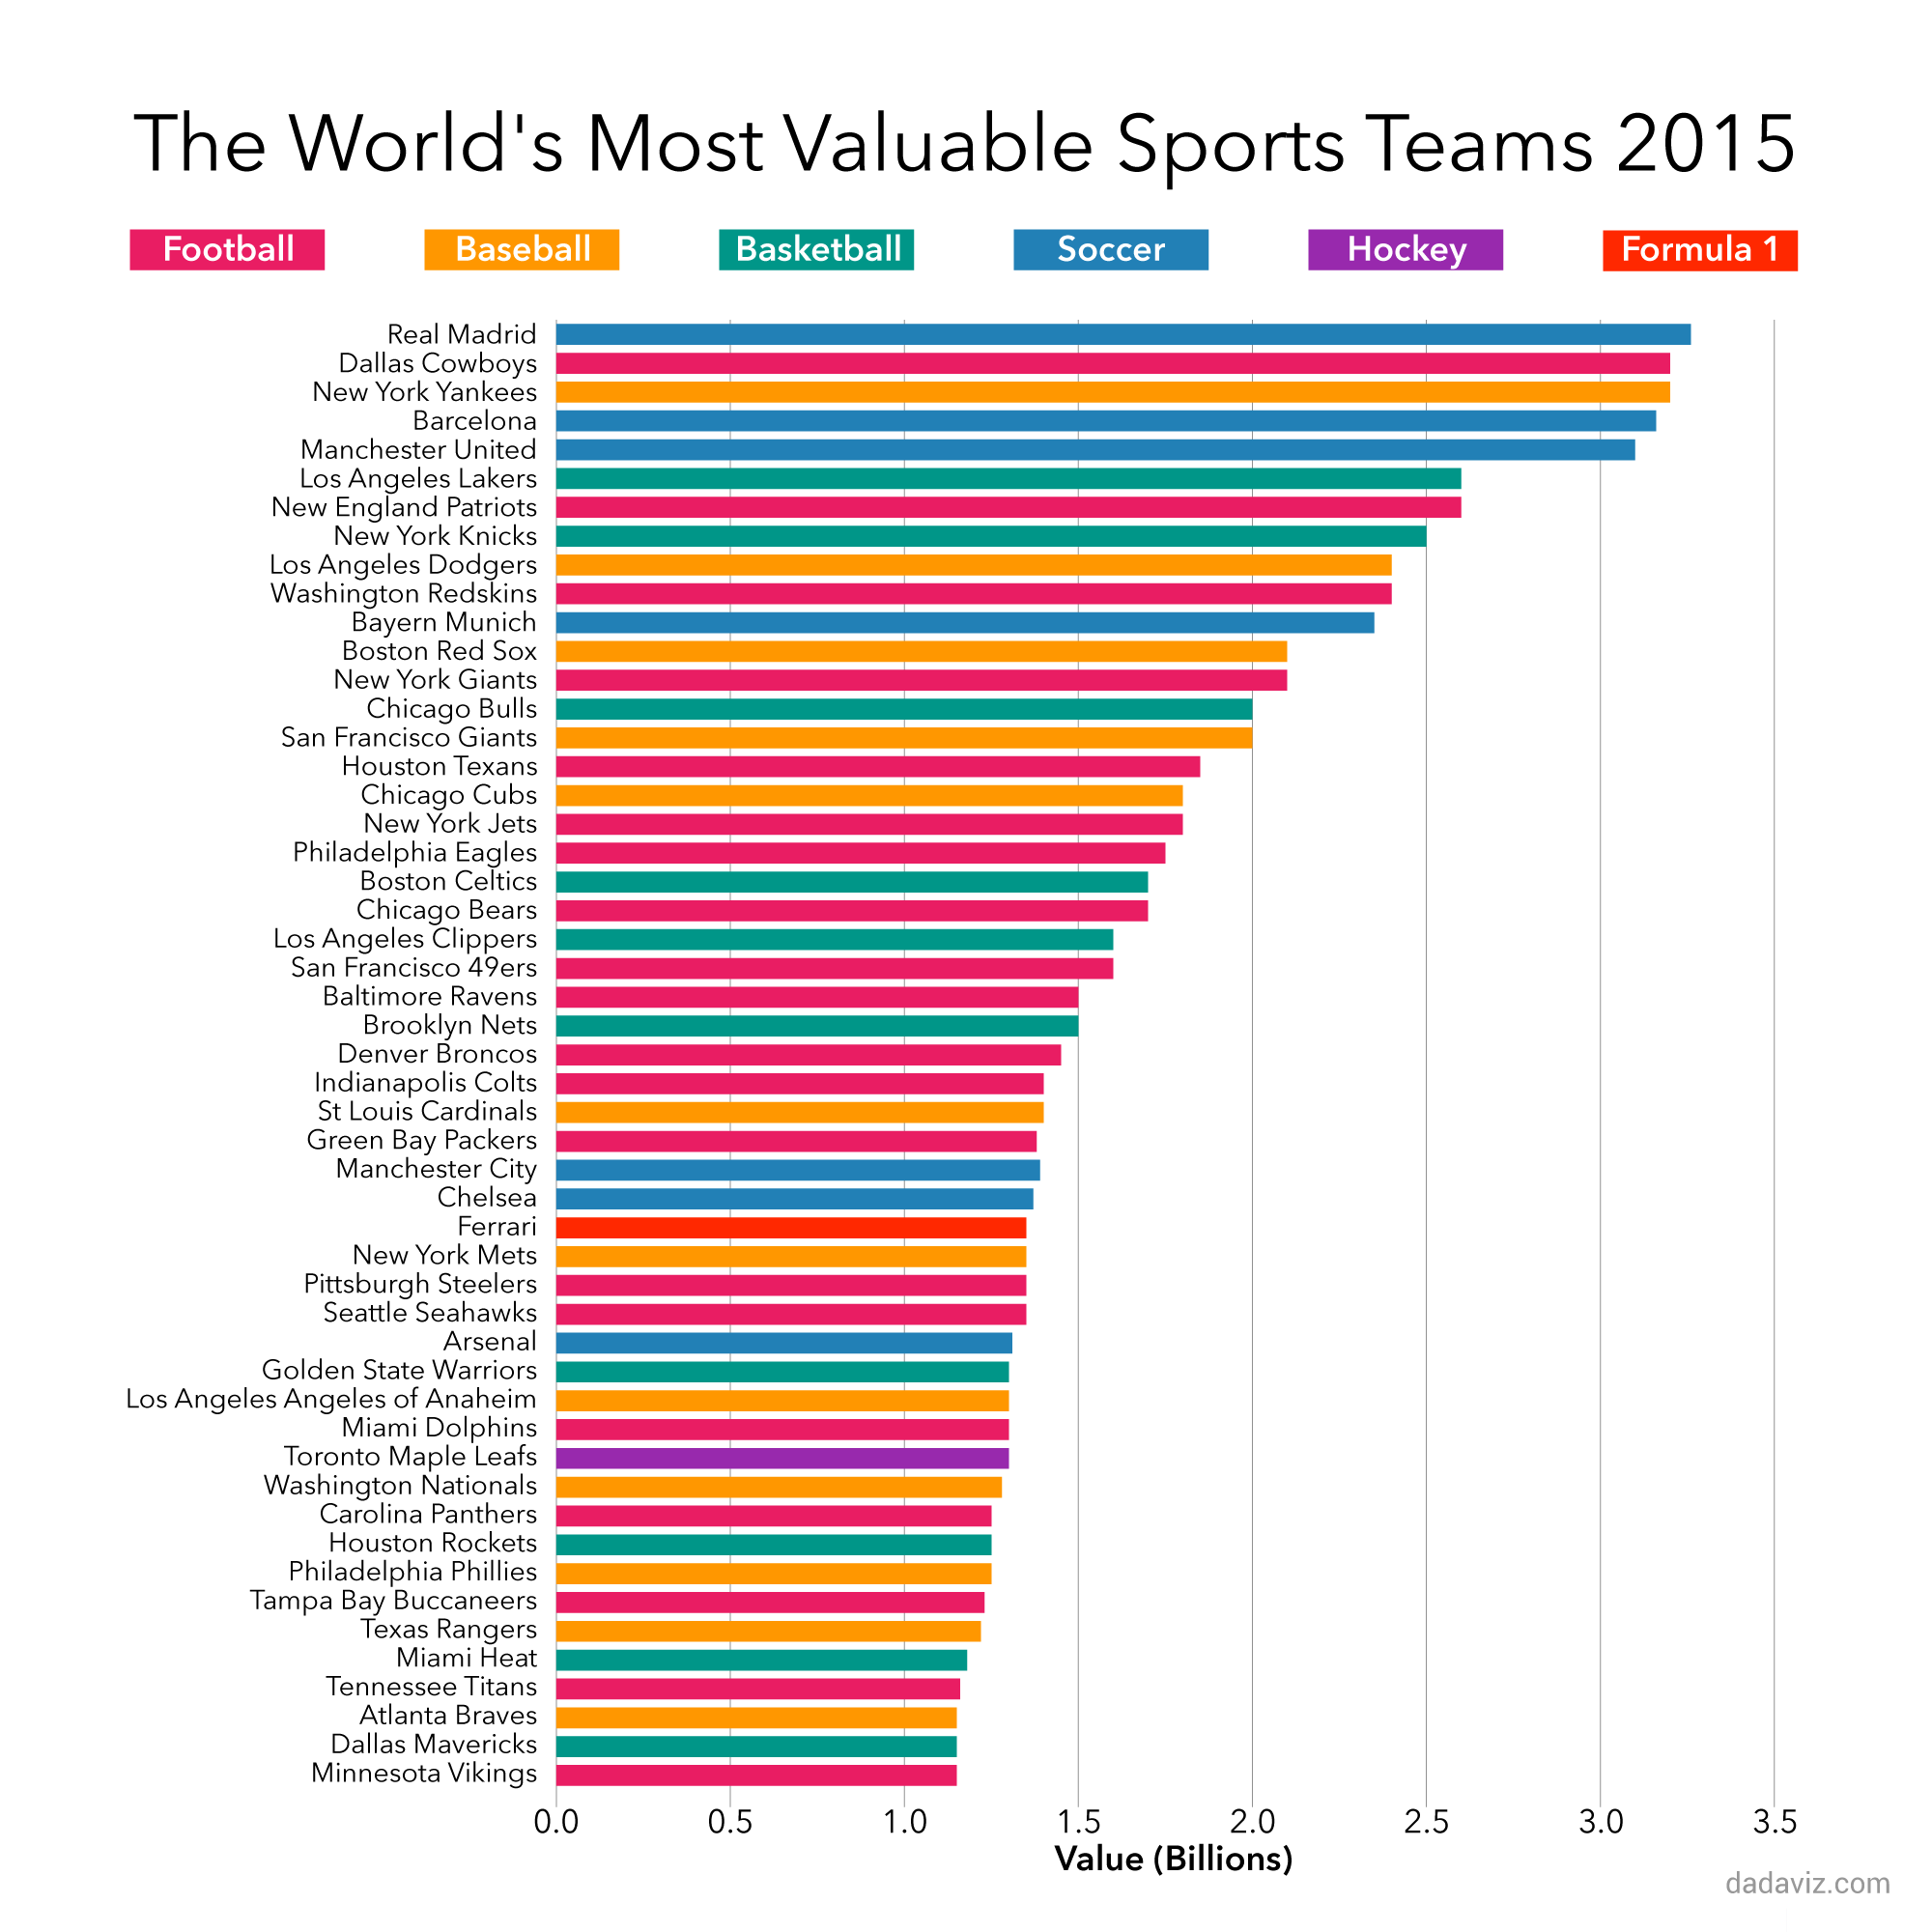 The World's Most Valuable Sports Teams 2015
Football Baseball Basketball Soccer Hockey Formula 1
Real Madrid
Dallas Cowboys
New York Yankees
Barcelona
Manchester United
Los Angeles Lakers
New England Patriots
New York Knicks
Los Angeles Dodgers
Washington Redskins
Bayern Munich
Boston Red Sox
New York Giants
Chicago Bulls
San Francisco Giants
Houston Texans
Chicago Cubs
New York Jets
Philadelphia Eagles
Boston Celtics
Chicago Bears
Los Angeles Clippers
San Francisco 49ers
Baltimore Ravens
Brooklyn Nets
Denver Broncos
Indianapolis Colts
St Louis Cardinals
Green Bay Packers
Manchester City
Chelsea
Ferrari
New York Mets
Pittsburgh Steelers
Seattle Seahawks
Arsenal
Golden State Warriors
Los Angeles Angeles of Anaheim
Miami Dolphins
Toronto Maple Leafs
Washington Nationals
Carolina Panthers
Houston Rockets
Philadelphia Phillies
Tampa Bay Buccaneers
Texas Rangers
Miami Heat
Tennessee Titans
Atlanta Braves
Dallas Mavericks
Minnesota Vikings
0.0 0.5 1.0 1.5 2.0 2.5 3.0 3.5
Value (Billions)
dadaviz.com